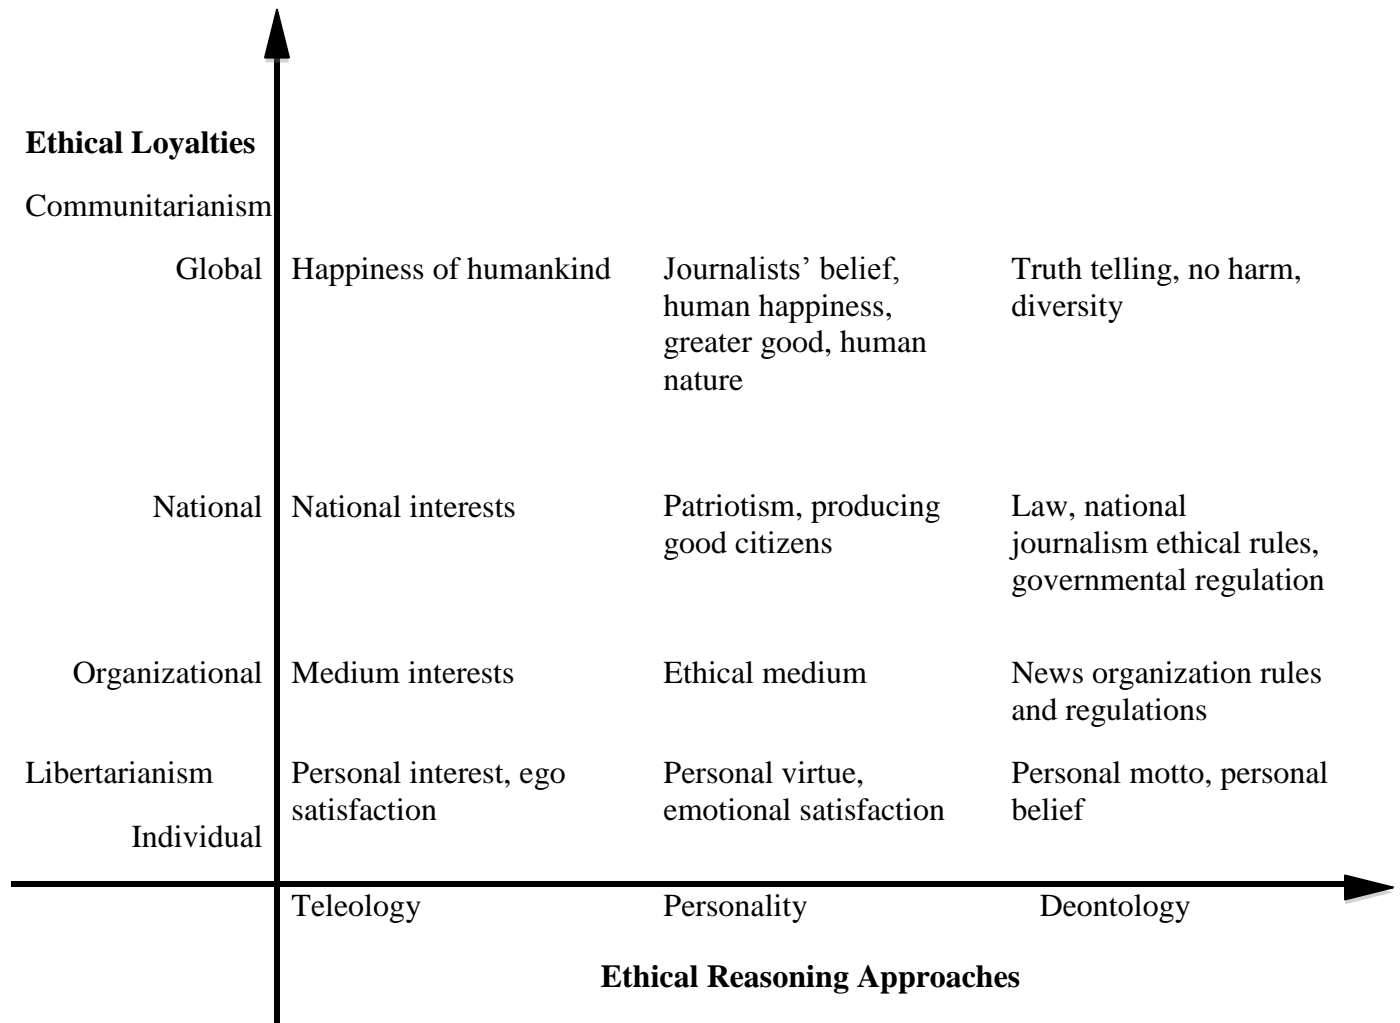 Ethical Loyalties
Communitarianism
Global
Happiness of humankind
Journalists’ belief,
human happiness,
greater good, human
nature
Truth telling, no harm,
diversity
National
National interests
Patriotism, producing
good citizens
Law, national
journalism ethical rules,
governmental regulation
Organizational
Medium interests
Ethical medium
News organization rules
and regulations
Libertarianism
Individual
Personal interest, ego
satisfaction
Personal virtue,
emotional satisfaction
Personal motto, personal
belief
Teleology
Personality
Deontology
Ethical Reasoning Approaches